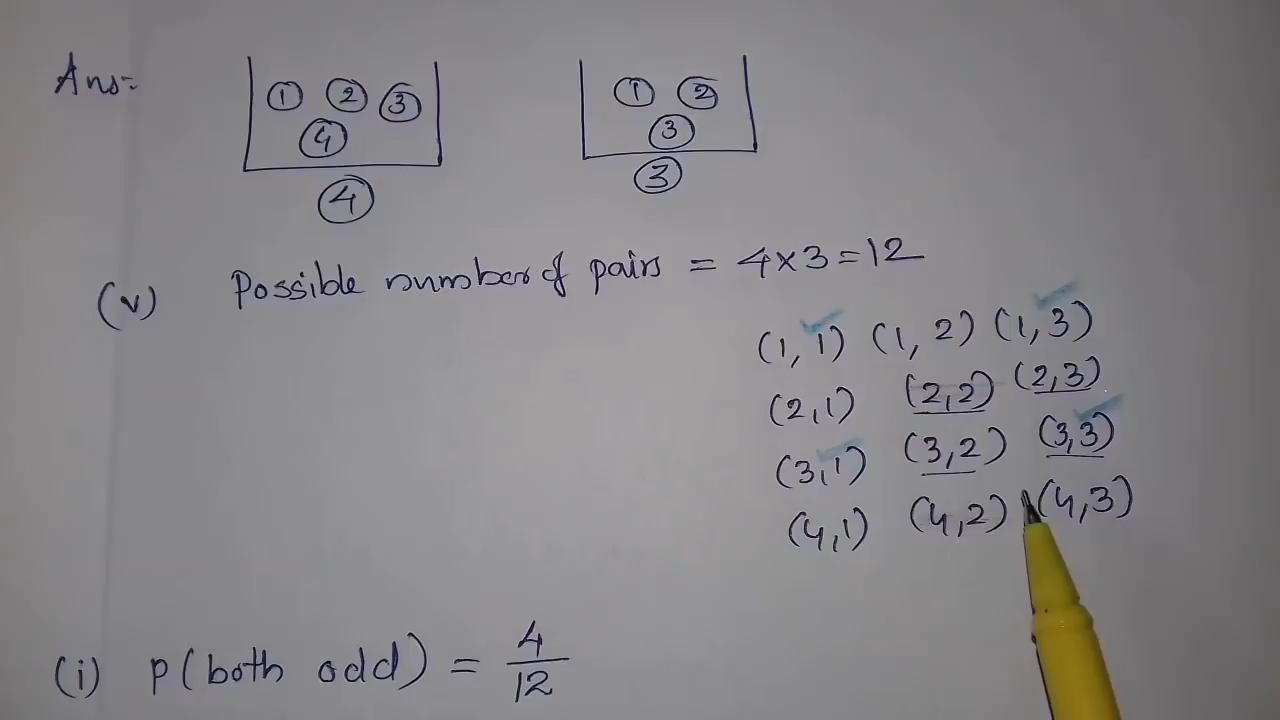 Ans:-
1 2 3 1 2
4 3
4 3
(v) Possible number of pairs = 4×3=12
(1,1) (1,2) (1,3)
(2,1) (2,2) (2,3)
(3,1) (3,2) (3,3)
(4,1) (4,2) (4,3)
(i) P(both odd) = 4/12